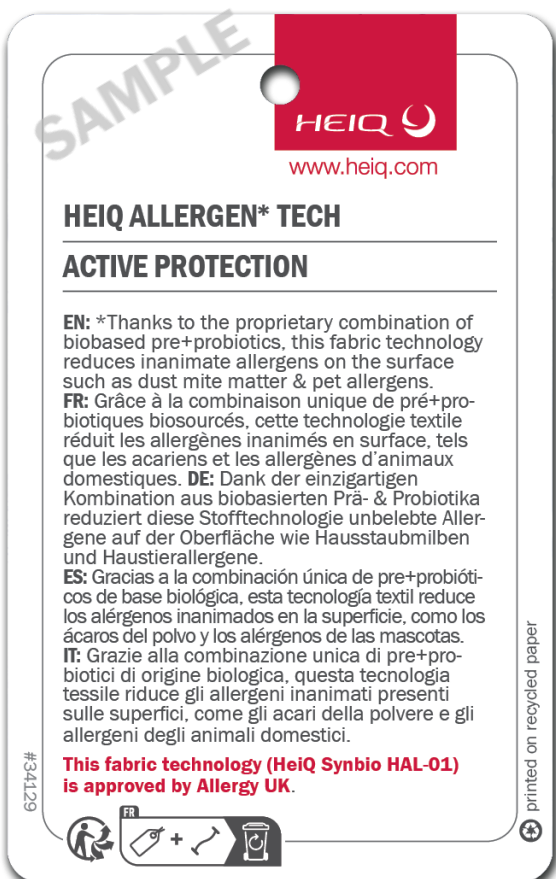 SAMPLE
HEIQ
www.heiq.com
HEIQ ALLERGEN* TECH
ACTIVE PROTECTION
EN: *Thanks to the proprietary combination of
biobased pre+probiotics, this fabric technology
reduces inanimate allergens on the surface
such as dust mite matter & pet allergens.
FR: Grâce à la combinaison unique de pré+pro-
biotiques biosourcés, cette technologie textile
réduit les allergènes inanimés en surface, tels
que les acariens et les allergènes d'animaux
domestiques. DE: Dank der einzigartigen
Kombination aus biobasierten Prä- & Probiotika
reduziert diese Stofftechnologie unbelebte Aller-
gene auf der Oberfläche wie Hausstaubmilben
und Haustierallergene.
ES: Gracias a la combinación única de pre+probióti-
cos de base biológica, esta tecnología textil reduce
los alérgenos inanimados en la superficie, como los
ácaros del polvo y los alérgenos de las mascotas.
IT: Grazie alla combinazione unica di pre+pro-
biotici di origine biologica, questa tecnologia
tessile riduce gli allergeni inanimati presenti
sulle superfici, come gli acari della polvere e gli
allergeni degli animali domestici.
This fabric technology (HeiQ Synbio HAL-01)
is approved by Allergy UK.
#34129
FR
+
printed on recycled paper